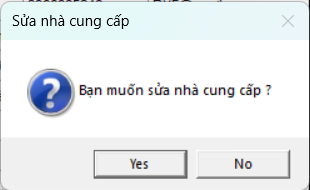 Sửa nhà cung cấp
Bạn muốn sửa nhà cung cấp ?
Yes
No